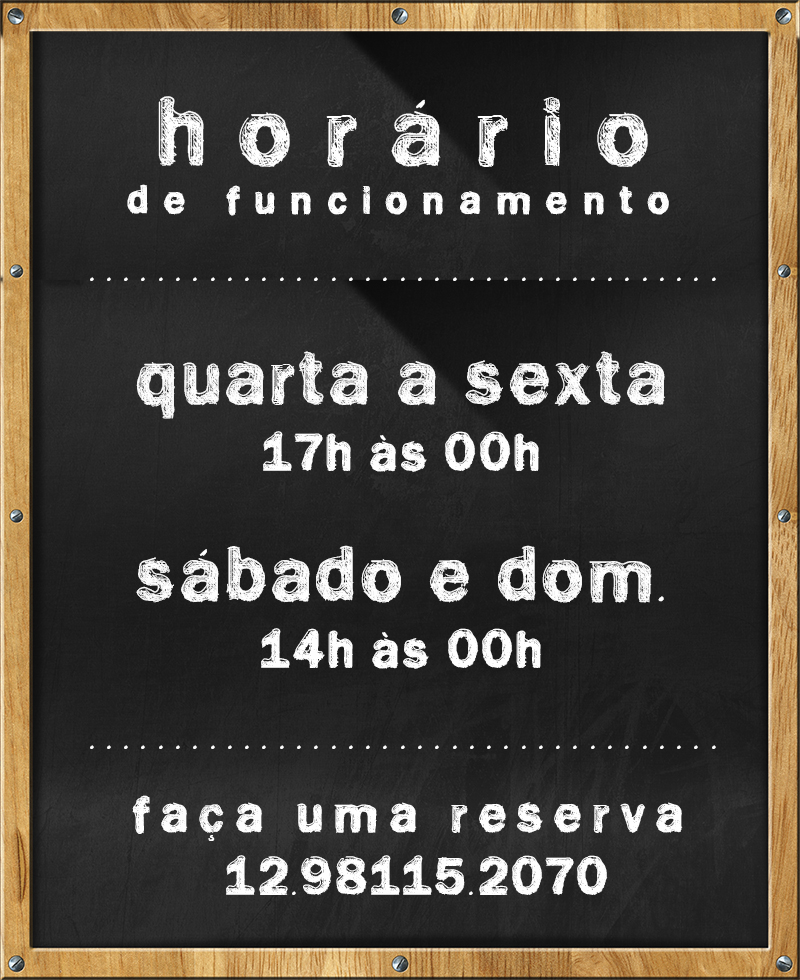 horário
de funcionamento
quarta a sexta
17h às 00h
sábado e dom.
14h às 00h
faça uma reserva
12.98115.2070